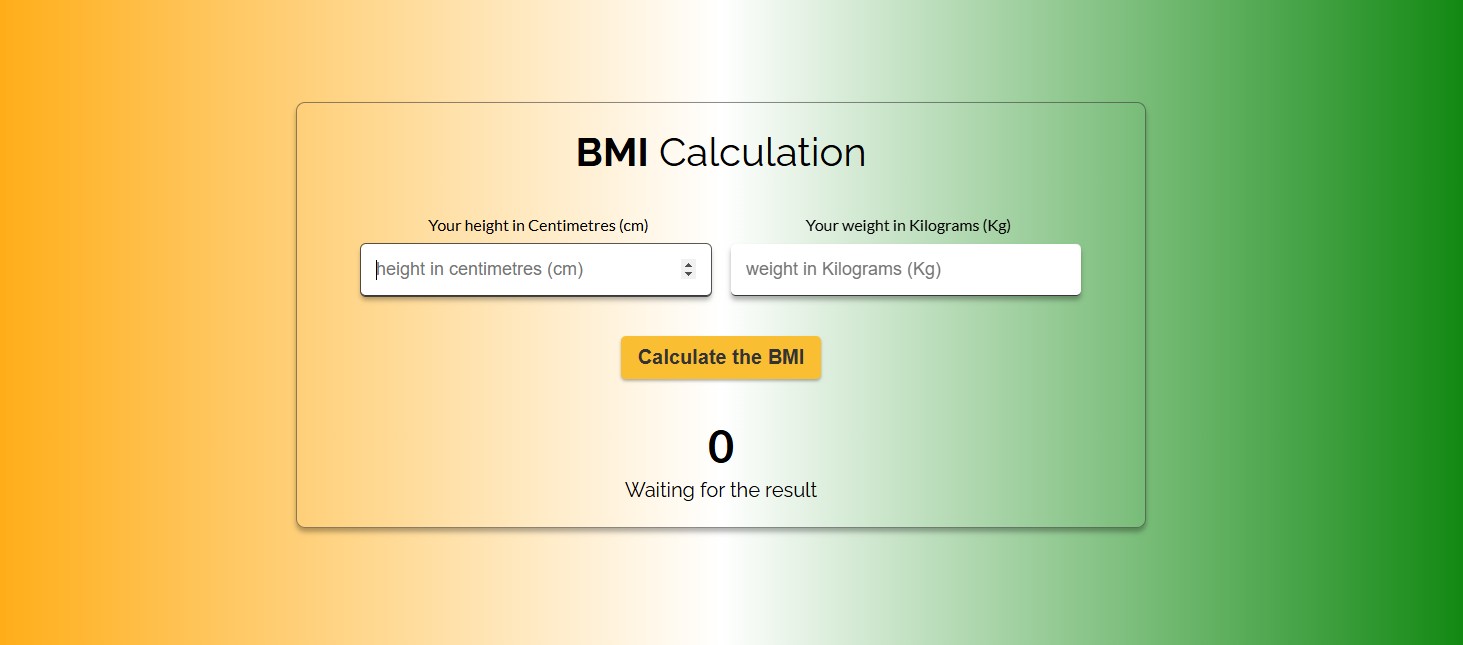 BMI Calculation
Your height in Centimetres (cm)
Your weight in Kilograms (Kg)
height in centimetres (cm)
weight in Kilograms (Kg)
Calculate the BMI
0
Waiting for the result